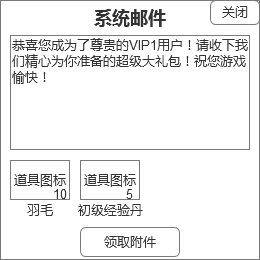 关闭
系统邮件
恭喜您成为了尊贵的VIP1用户！请收下我
们精心为你准备的超级大礼包！祝您游戏
愉快！
道具图标 道具图标
10 5
羽毛 初级经验丹
领取附件